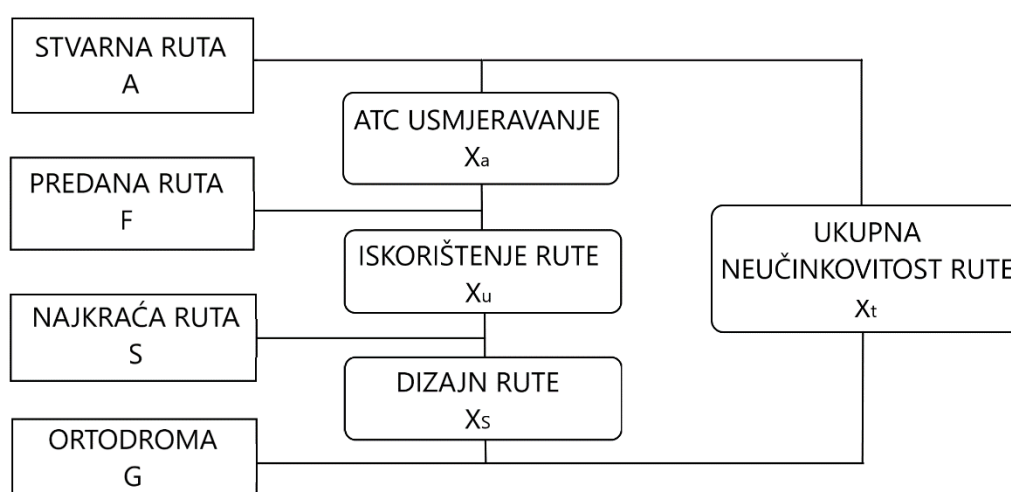 STVARNA RUTA
A
PREDANA RUTA
F
NAJKRAĆA RUTA
S
ORTODROMA
G
ATC USMJERAVANJE
Xa
ISKORIŠTENJE RUTE
Xu
DIZAJN RUTE
XS
UKUPNA
NEUČINKOVITOST RUTE
Xt